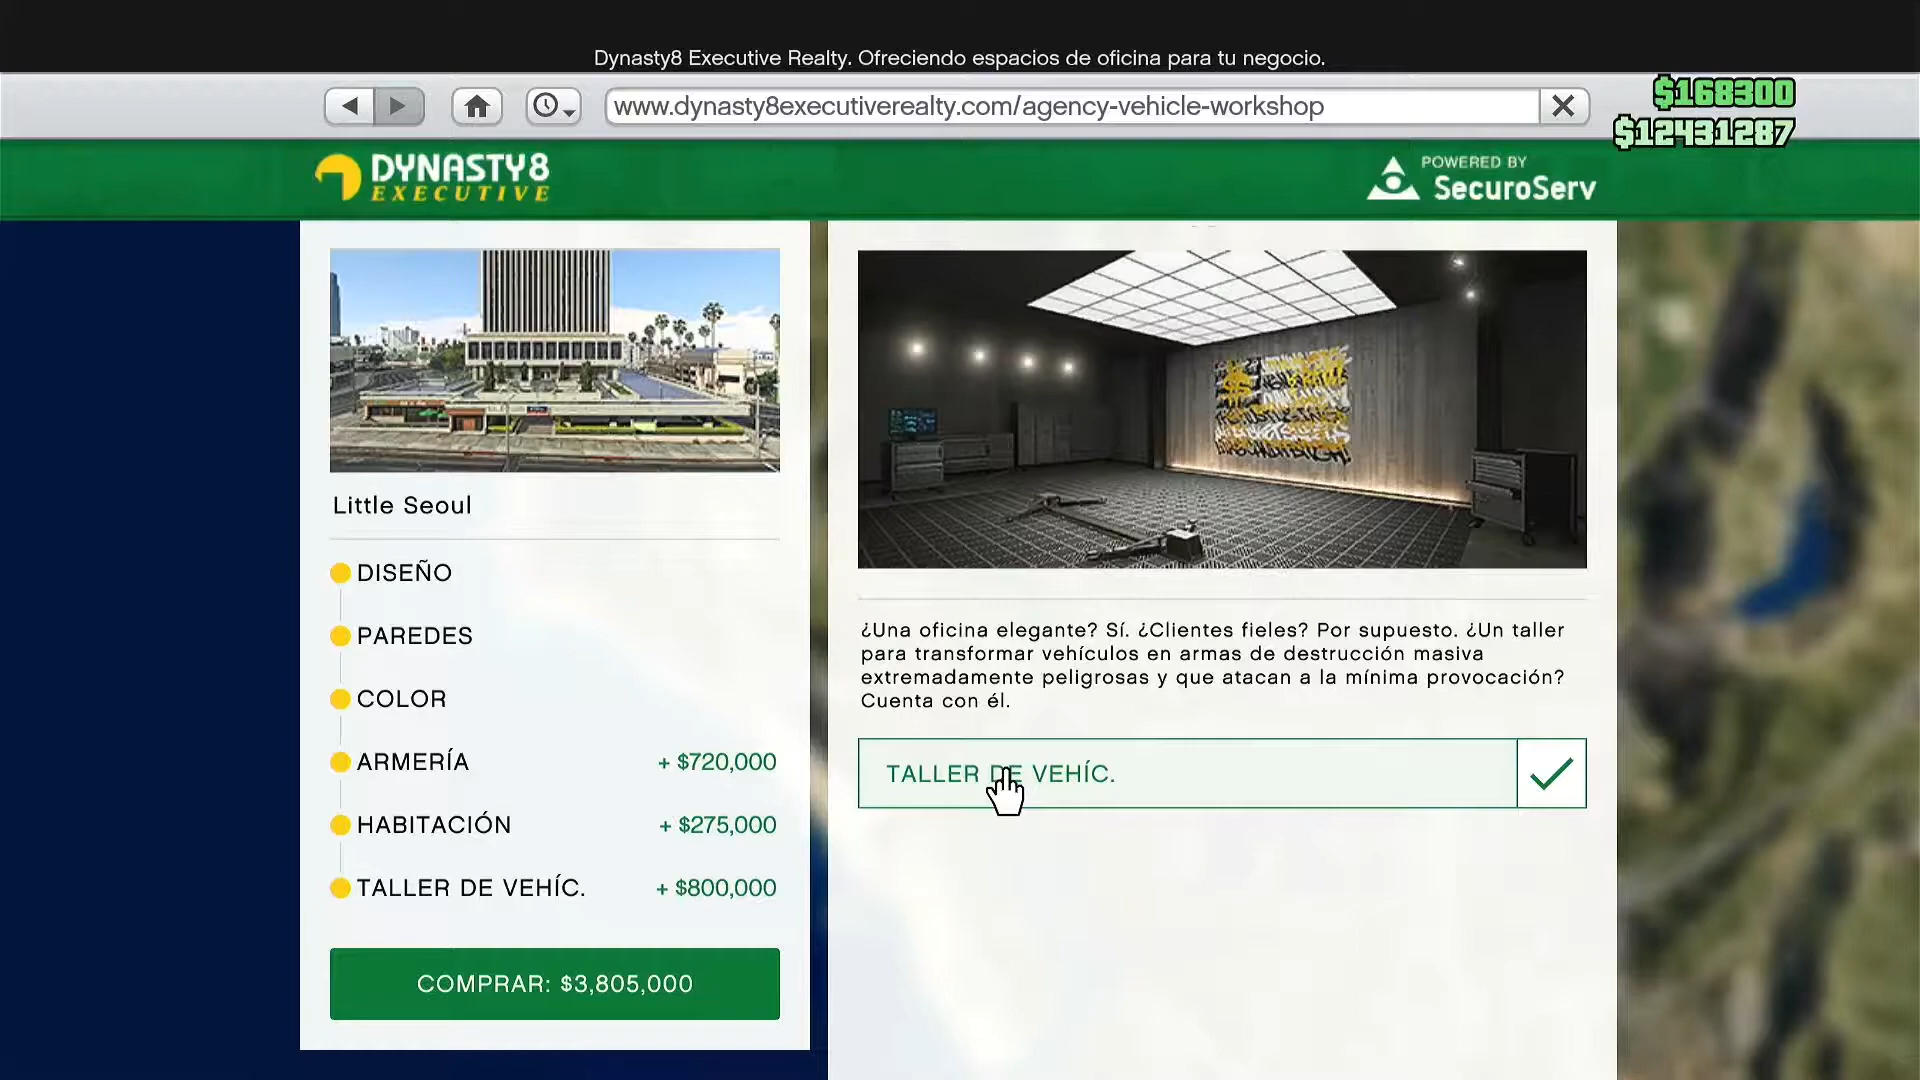 Dynasty8 Executive Realty. Ofreciendo espacios de oficina para tu negocio.
www.dynasty8executiverealty.com/agency-vehicle-workshop
$168300
$12431287
DYNASTY8
EXECUTIVE
POWERED BY
SecuroServ
Little Seoul
DISEÑO
PAREDES
COLOR
ARMERÍA + $720,000
HABITACIÓN + $275,000
TALLER DE VEHÍC. + $800,000
COMPRAR: $3,805,000
¿Una oficina elegante? Sí. ¿Clientes fieles? Por supuesto. ¿Un taller
para transformar vehículos en armas de destrucción masiva
extremadamente peligrosas y que atacan a la mínima provocación?
Cuenta con él.
TALLER DE VEHÍC.